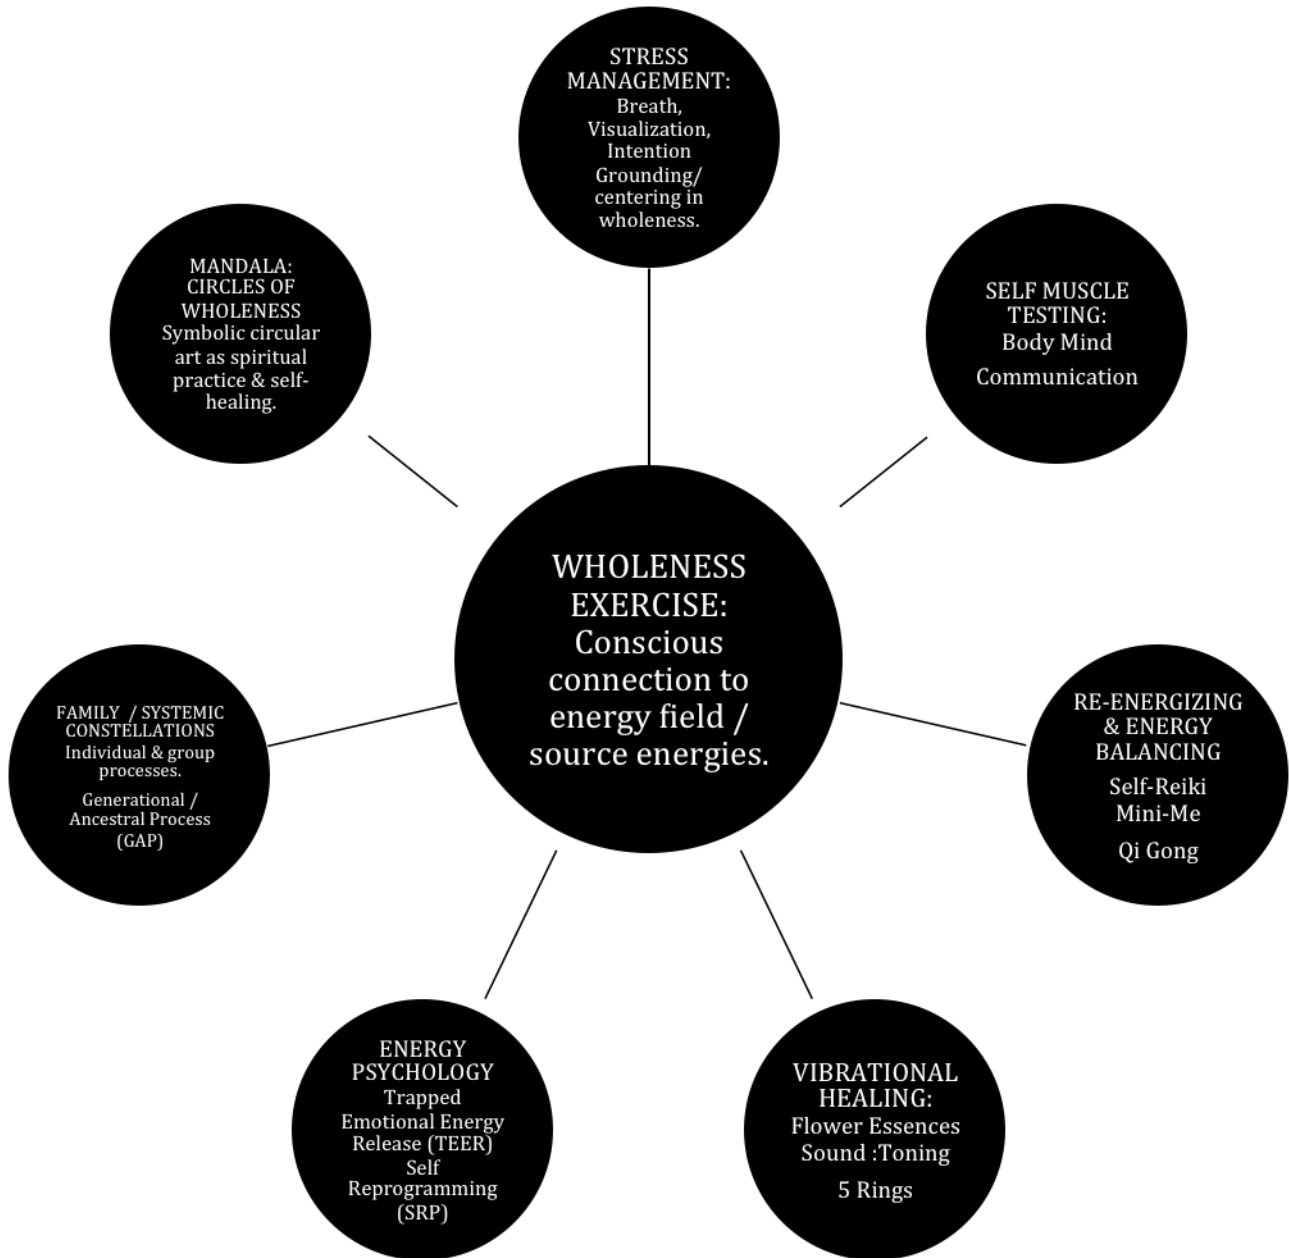 STRESS
MANAGEMENT:
Breath,
Visualization,
Intention
Grounding/
centering in
wholeness.
MANDALA:
CIRCLES OF
WHOLENESS
Symbolic circular
art as spiritual
practice & self-
healing.
SELF MUSCLE
TESTING:
Body Mind
Communication
WHOLENESS
EXERCISE:
Conscious
connection to
energy field /
source energies.
FAMILY / SYSTEMIC
CONSTELLATIONS
Individual & group
processes.
Generational /
Ancestral Process
(GAP)
RE-ENERGIZING
& ENERGY
BALANCING
Self-Reiki
Mini-Me
Qi Gong
ENERGY
PSYCHOLOGY
Trapped
Emotional Energy
Release (TEER)
Self
Reprogramming
(SRP)
VIBRATIONAL
HEALING:
Flower Essences
Sound :Toning
5 Rings